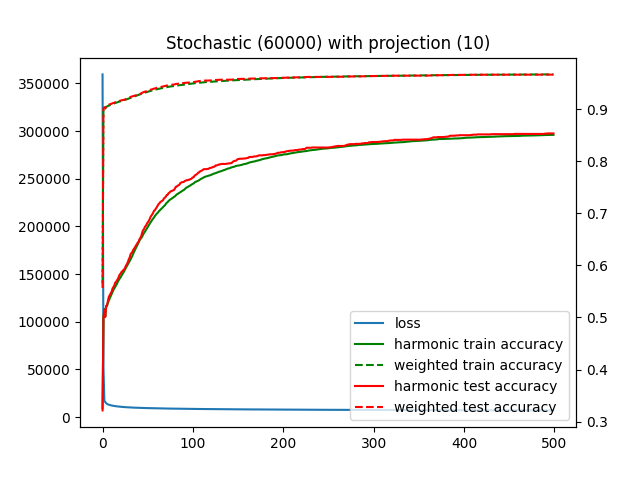 Stochastic (60000) with projection (10)
350000
300000
250000
200000
150000
100000
50000
0
0.9
0.8
0.7
0.6
0.5
0.4
0.3
loss
harmonic train accuracy
weighted train accuracy
harmonic test accuracy
weighted test accuracy
0 100 200 300 400 500